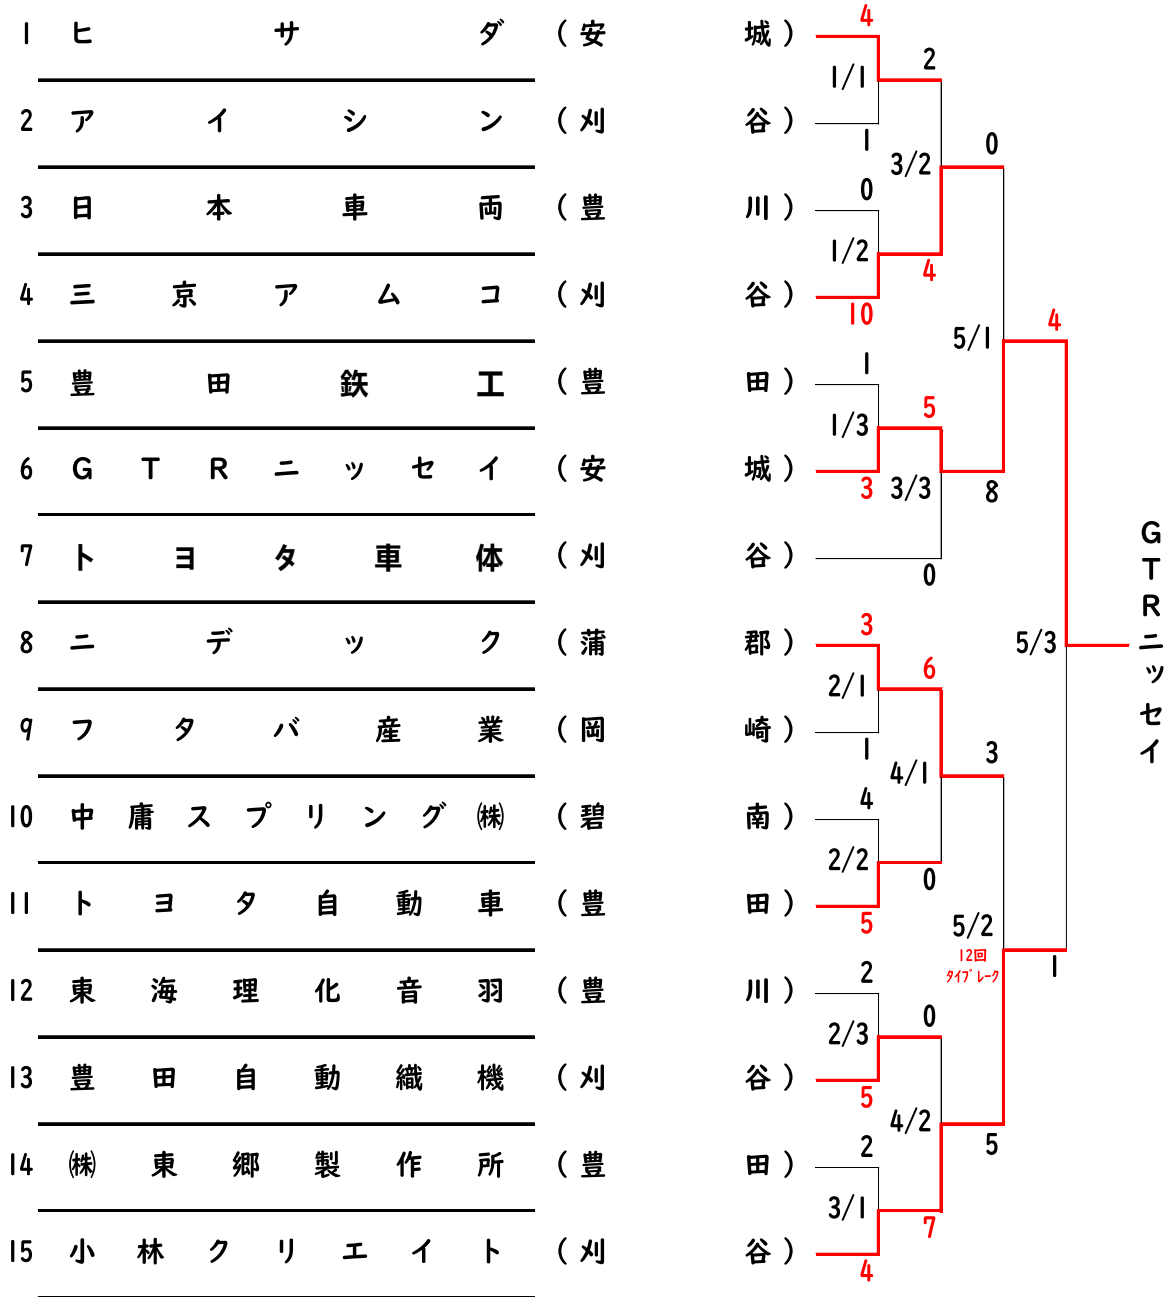 1 ヒサダ (安城) 4
1/1 2
2 アイシン (刈谷) 1
3/2 0
3 日本車両 (豊川) 0
1/2 4
4 三京アムコ (刈谷) 10
5/1 4
5 豊田鉄工 (豊田) 1
1/3 5
6 GTRニッセイ (安城) 3
3/3 8
7 トヨタ車体 (刈谷) 0
5/3 GTRニッセイ
8 ニデック (蒲郡) 3
2/1 6
9 フタバ産業 (岡崎) 1
4/1 3
10 中庸スプリング㈱ (碧南) 4
2/2 0
11 トヨタ自動車 (豊田) 5
5/2 1
12回
タイブレーク
12 東海理化音羽 (豊川) 2
2/3 0
13 豊田自動織機 (刈谷) 5
4/2 5
14 ㈱東郷製作所 (豊田) 2
3/1 7
15 小林クリエイト (刈谷) 4